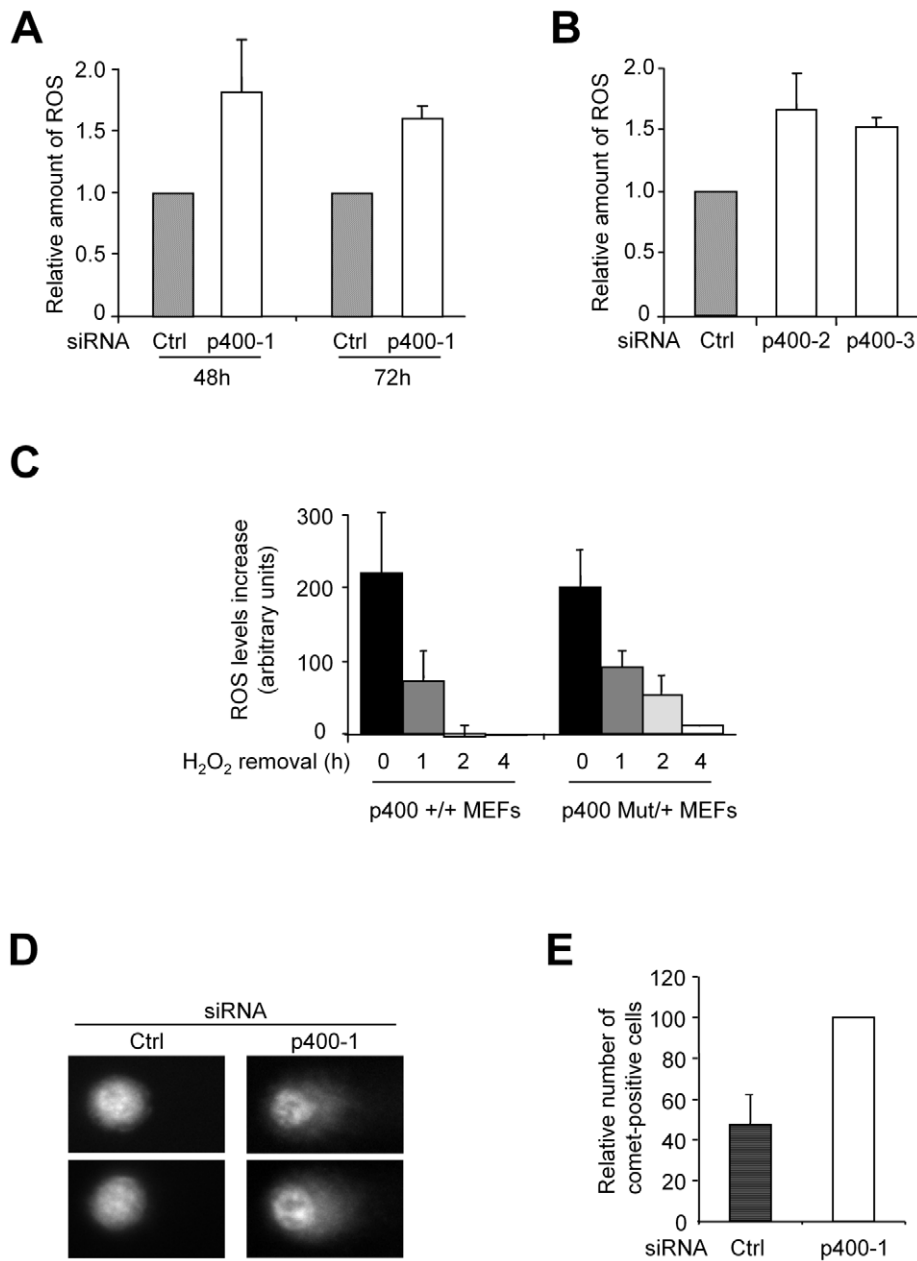 A
Relative amount of ROS
2.0
1.5
1.0
0.5
0
siRNA Ctrl p400-1 Ctrl p400-1
48h 72h
B
Relative amount of ROS
2.0
1.5
1.0
0.5
0
siRNA Ctrl p400-2 p400-3
C
ROS levels increase
(arbitrary units)
300
200
100
0
H₂O₂ removal (h) 0 1 2 4 0 1 2 4
p400 +/+ MEFs p400 Mut/+ MEFs
D
siRNA
Ctrl p400-1
E
Relative number of
comet-positive cells
120
100
80
60
40
20
0
siRNA Ctrl p400-1